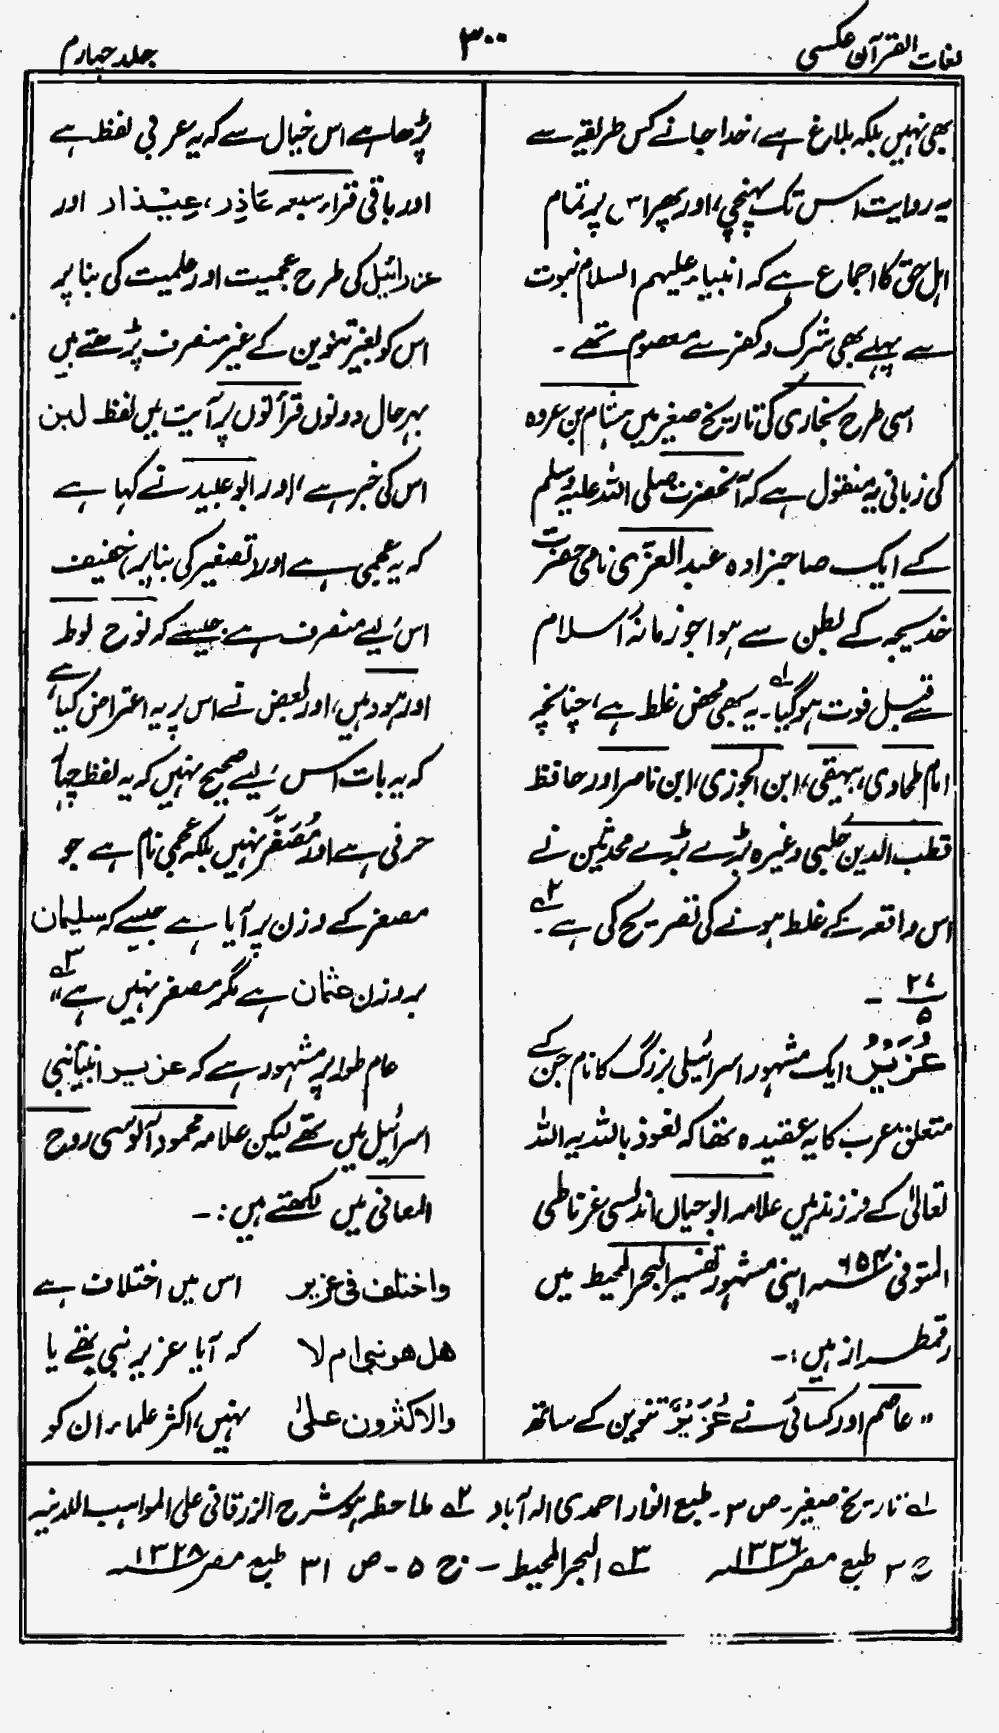 لغات القرآن عکسی
۳۰۰
جلد چہارم
بھی نہیں بلکہ بلاغ ہے، خدا جانے کس طریقے سے
یہ روایت اس تک پہنچی، اور پھر اس پر تمام
اہل حق کا اجماع ہے کہ انبیاء علیہم السلام نبوت
سے پہلے بھی شرک و کفر سے معصوم تھے۔
اسی طرح بخاری کی تاریخ صغیر میں ہشام بن عروہ
کی زبانی یہ منقول ہے کہ آنحضرت صلی اللہ علیہ وسلم
کے ایک صاحبزادہ عبدالعزّی نامی حضرت
خدیجہ کے بطن سے ہوا جو زمانہ اسلام
سے قبل فوت ہو گیا۱؎۔ یہ بھی محض غلط ہے، چنانچہ
امام طحاوی، بیہقی، ابن الجوزی، ابن ناصر اور حافظ
قطب الدین حلبی وغیرہ بڑے بڑے محدثین نے
اس واقعہ کے غلط ہونے کی تصریح کی ہے۲؎۔
۲۷
۵ ۔
عُزَیْرٌ: ایک مشہور اسرائیلی بزرگ کا نام جن کے
متعلق عرب کا یہ عقیدہ تھا کہ نعوذ باللہ یہ اللہ
تعالیٰ کے فرزند ہیں علامہ ابوحیان اندلسی غرناطی
المتوفی ۶۵۴ھ اپنی مشہور تفسیر البحر المحیط میں
رقمطراز ہیں:۔
”عاصم اور کسائی نے عُزَیْرٌ تنوین کے ساتھ
پڑھا ہے اس خیال سے کہ یہ عربی لفظ ہے
اور باقی قراء سبعہ عَاذِر، عِیْذار اور
عزرائیل کی طرح عجمیت اور علمیت کی بنا پر
اس کو بغیر تنوین کے غیر منصرف پڑھتے ہیں
بہرحال دونوں قرأتوں پر آیت میں لفظ ابن
اس کی خبر ہے، اور ابو عبید نے کہا ہے
کہ یہ عجمی ہے اور تصغیر کی بنا پر خفیف
اس لیے منصرف ہے جیسے کہ نوح لوط
اور ہود ہیں، اور بعض نے اس پر یہ اعتراض کیا ہے
کہ یہ بات اس لیے صحیح نہیں کہ یہ لفظ چہار
حرفی ہے اور مُصَغَّر نہیں بلکہ عجمی نام ہے جو
مصغر کے وزن پر آیا ہے جیسے کہ سلیمان
بروزن عثمان ہے مگر مصغر نہیں ہے“۳؎
عام طور پر مشہور ہے کہ عزیر انبیائے بنی
اسرائیل میں تھے لیکن علامہ محمود آلوسی روح
المعانی میں لکھتے ہیں:۔
واختلف فی عزیر اس میں اختلاف ہے
ھل ھو نبی ام لا کہ آیا عزیر نبی تھے یا
والاکثرون علیٰ نہیں، اکثر علماء ان کو
۱؎ تاریخ صغیر۔ ص ۳۔ طبع انوار احمدی الہ آباد ۲؎ ملاحظہ ہو شرح الزرقانی علی المواہب اللدنیہ
ج ۳ طبع مصر ۱۳۲۶ھ ۳؎ البحر المحیط۔ ج ۵۔ ص ۳۱ طبع مصر ۱۳۲۸ھ